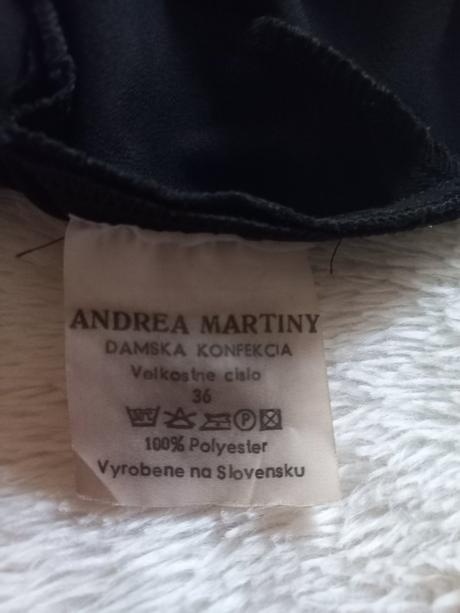 ANDREA MARTINY
DAMSKA KONFEKCIA
Velkostne cislo
36
P
100% Polyester
Vyrobene na Slovensku